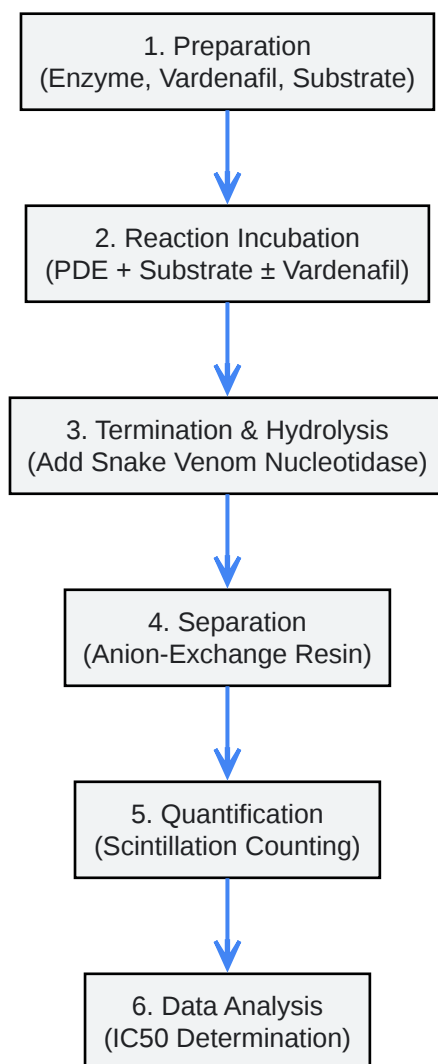 1. Preparation
(Enzyme, Vardenafil, Substrate)
2. Reaction Incubation
(PDE + Substrate ± Vardenafil)
3. Termination & Hydrolysis
(Add Snake Venom Nucleotidase)
4. Separation
(Anion-Exchange Resin)
5. Quantification
(Scintillation Counting)
6. Data Analysis
(IC50 Determination)